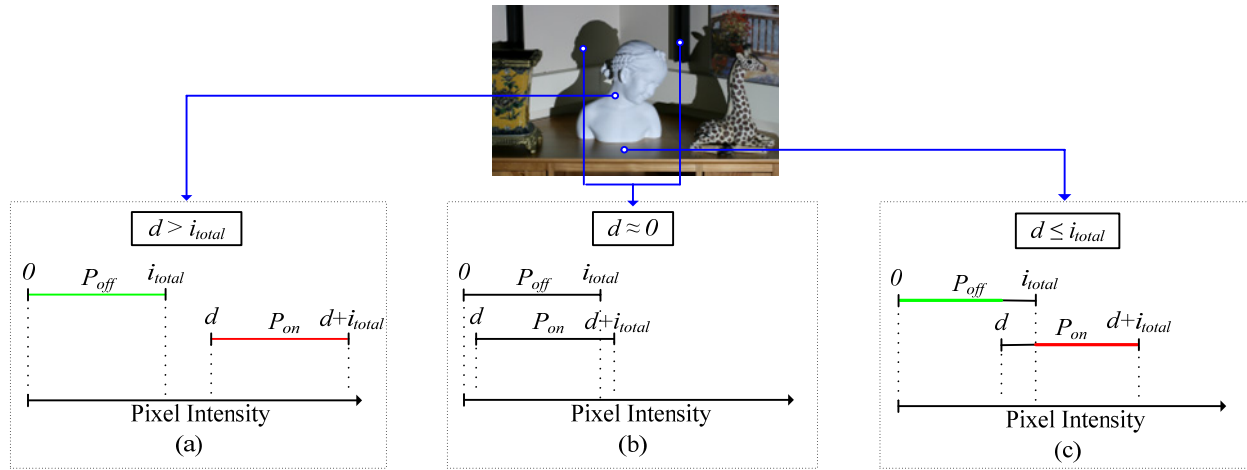 d > i_total
0 P_off i_total
d P_on d+i_total
Pixel Intensity
(a)
d ≈ 0
0 P_off i_total
d P_on d+i_total
Pixel Intensity
(b)
d ≤ i_total
0 P_off i_total
d P_on d+i_total
Pixel Intensity
(c)